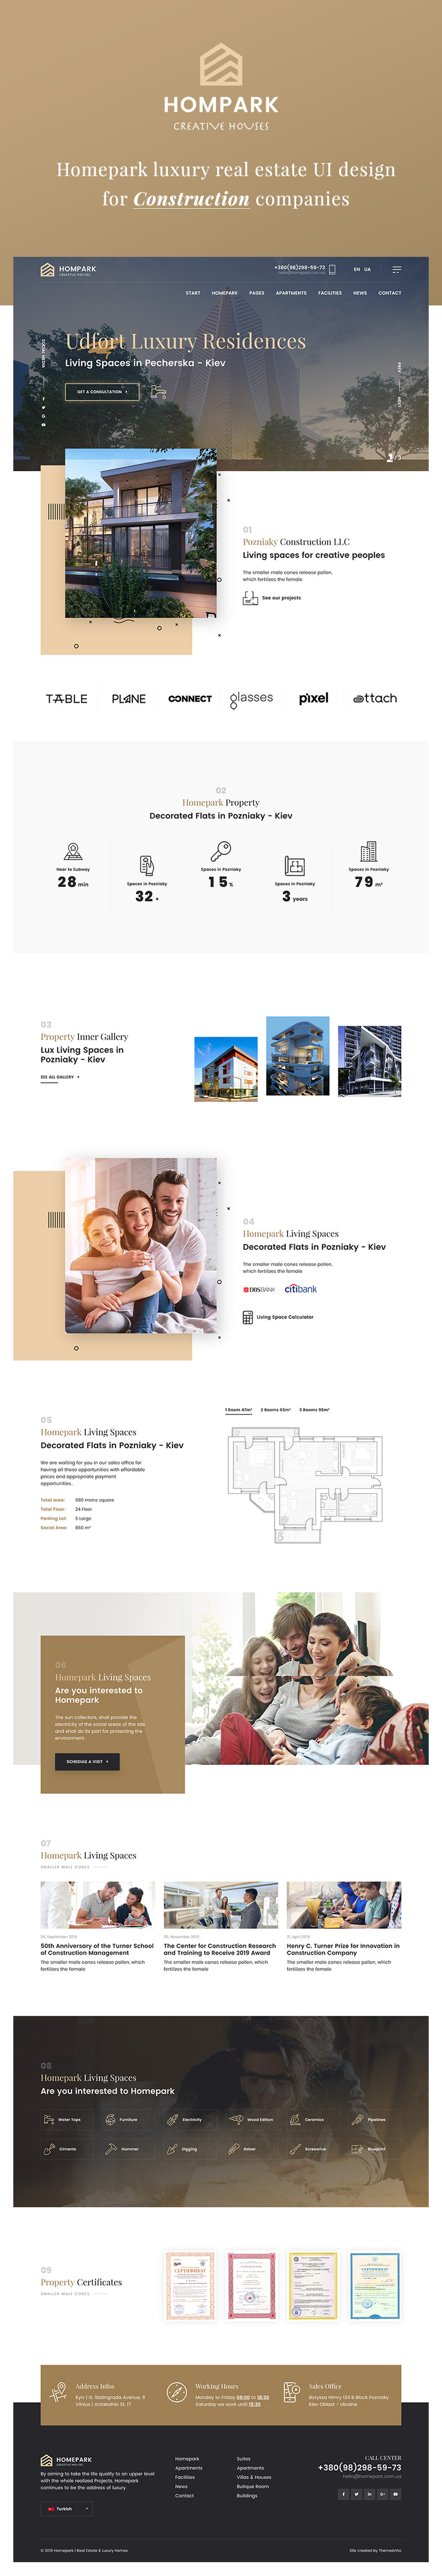 HOMPARK
CREATIVE HOUSES
Homepark luxury real estate UI design
for Construction companies
HOMPARK
CREATIVE HOUSES
+380(98)298-59-73
hello@homepark.com.ua
EN UA
START HOMEPARK PAGES APARTMENTS FACILITIES NEWS CONTACT
Udfort Luxury Residences
Living Spaces in Pecherska - Kiev
GET A CONSULTATION
PREV
NEXT
/ 3
01
Pozniaky Construction LLC
Living spaces for creative peoples
The smaller male cones release pollen,
which fertilizes the female
See our projects
TABLE PLANE CONNECT glasses pixel attach
02
Homepark Property
Decorated Flats in Pozniaky - Kiev
Near to Subway
28 min
Spaces in Pozniaky
32 +
Spaces in Pozniaky
15 %
Spaces in Pozniaky
3 years
Spaces in Pozniaky
79 m²
03
Property Inner Gallery
Lux Living Spaces in
Pozniaky - Kiev
SEE ALL GALLERY
04
Homepark Living Spaces
Decorated Flats in Pozniaky - Kiev
The smaller male cones release pollen,
which fertilizes the female
DBS BANK citibank
Living Space Calculator
05
Homepark Living Spaces
Decorated Flats in Pozniaky - Kiev
We are waiting for you in our sales office for
having all these opportunities with affordable
prices and appropriate payment
opportunities..
Total area: 680 metre square
Total Floor: 24 Floor
Parking Lot: 5 Large
Social Area: 850 m²
1 Room 47m² 2 Rooms 65m² 3 Rooms 95m²
06
Homepark Living Spaces
Are you interested to
Homepark
The sun collectors, shall provide the
electricity of the social areas of the site
and shall do its part for protecting the
environment
SCHEDULE A VISIT
07
Homepark Living Spaces
SMALLER MALE CONES
24, September 2019
50th Anniversary of the Turner School
of Construction Management
The smaller male cones release pollen, which
fertilizes the female
05, November 2019
The Center for Construction Research
and Training to Receive 2019 Award
The smaller male cones release pollen, which
fertilizes the female
31, April 2019
Henry C. Turner Prize for Innovation in
Construction Company
The smaller male cones release pollen, which
fertilizes the female
08
Homepark Living Spaces
Are you interested to Homepark
Water Taps Furniture Electricity Wood Edition Ceramics Pipelines
Cimento Hummer Digging Raiser Screwdrive Blueprint
09
Property Certificates
SMALLER MALE CONES
СЕРТИФИКАТ
Address Infos
Kyiv | G. Stalingrada Avenue, 6
Vilnius | Antakalnio St. 17
Working Hours
Monday to Friday 09:00 to 18:30
Saturday we work until 15:30
Sales Office
Boryssa Hmiry 13A B Block Pozniaky
Kiev Oblast - Ukraine
HOMEPARK
By aiming to take the life quality to an upper level
with the whole realized Projects, Homepark
continues to be the address of luxury.
Turkish
Homepark
Apartments
Facilities
News
Contact
Suites
Apartments
Villas & Houses
Butique Room
Buildings
CALL CENTER
+380(98)298-59-73
hello@homepark.com.ua
© 2019 Homepark | Real Estate & Luxury Homes
Site created by Themesinfo